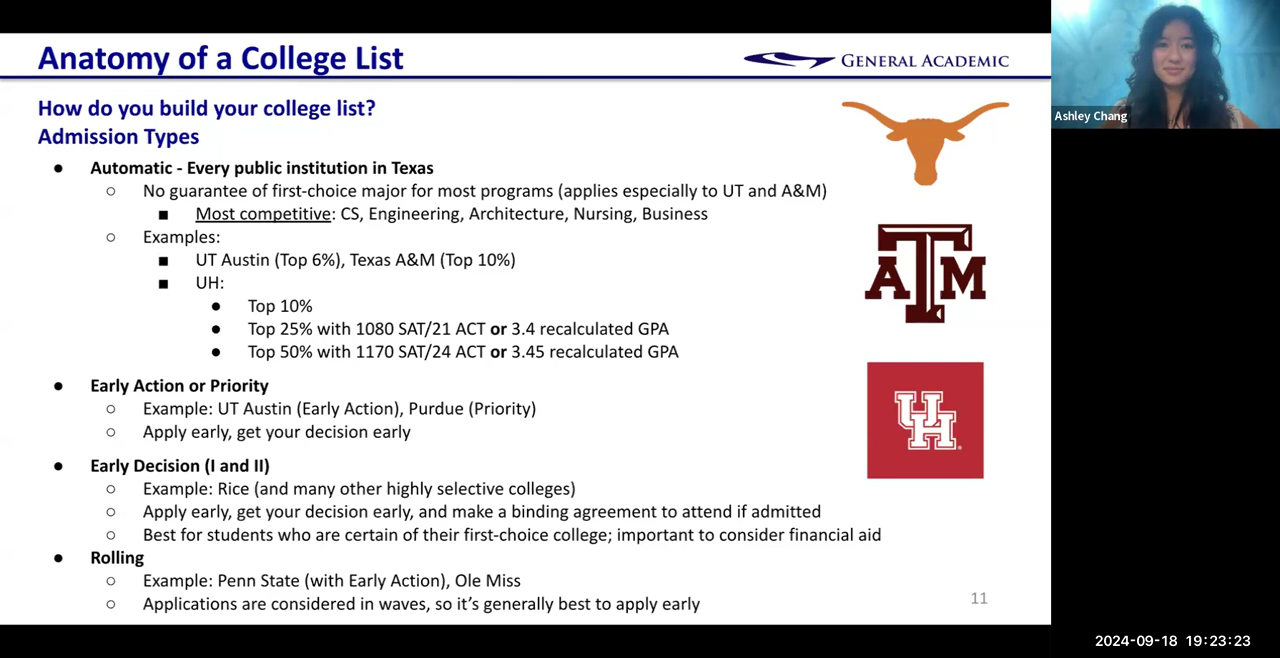 Anatomy of a College List
GENERAL ACADEMIC
How do you build your college list?
Admission Types
● Automatic - Every public institution in Texas
○ No guarantee of first-choice major for most programs (applies especially to UT and A&M)
■ Most competitive: CS, Engineering, Architecture, Nursing, Business
○ Examples:
■ UT Austin (Top 6%), Texas A&M (Top 10%)
■ UH:
● Top 10%
● Top 25% with 1080 SAT/21 ACT or 3.4 recalculated GPA
● Top 50% with 1170 SAT/24 ACT or 3.45 recalculated GPA
● Early Action or Priority
○ Example: UT Austin (Early Action), Purdue (Priority)
○ Apply early, get your decision early
● Early Decision (I and II)
○ Example: Rice (and many other highly selective colleges)
○ Apply early, get your decision early, and make a binding agreement to attend if admitted
○ Best for students who are certain of their first-choice college; important to consider financial aid
● Rolling
○ Example: Penn State (with Early Action), Ole Miss
○ Applications are considered in waves, so it's generally best to apply early
ATM
UH
11
Ashley Chang
2024-09-18 19:23:23